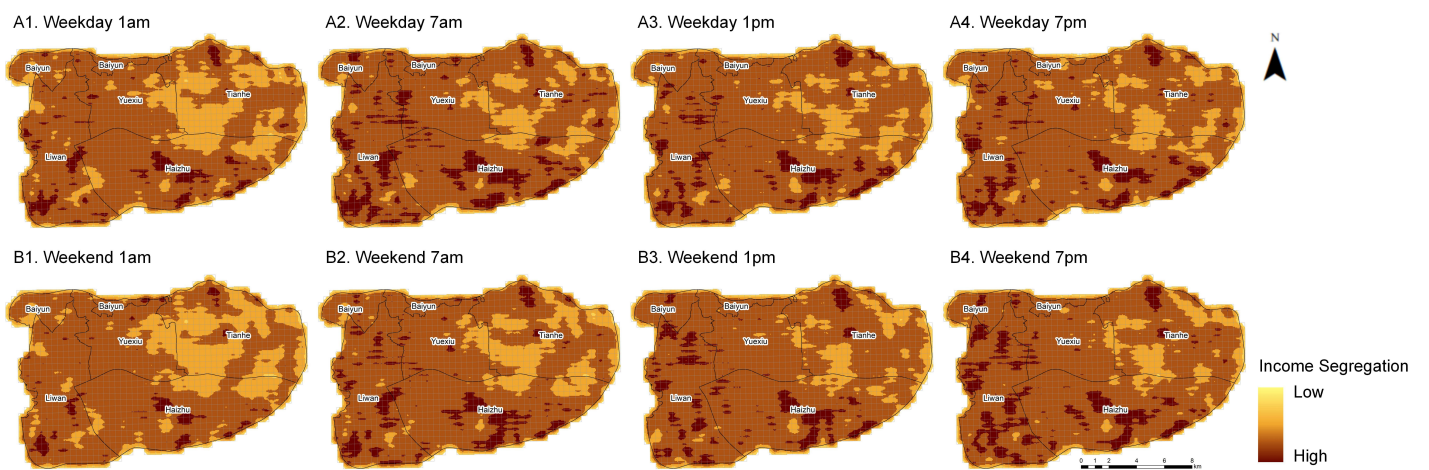 A1. Weekday 1am
A2. Weekday 7am
A3. Weekday 1pm
A4. Weekday 7pm
N
Baiyun
Baiyun
Yuexiu
Tianhe
Liwan
Haizhu
Baiyun
Baiyun
Yuexiu
Tianhe
Liwan
Haizhu
Baiyun
Baiyun
Yuexiu
Tianhe
Liwan
Haizhu
Baiyun
Baiyun
Yuexiu
Tianhe
Liwan
Haizhu
B1. Weekend 1am
B2. Weekend 7am
B3. Weekend 1pm
B4. Weekend 7pm
Baiyun
Baiyun
Yuexiu
Tianhe
Liwan
Haizhu
Baiyun
Baiyun
Yuexiu
Tianhe
Liwan
Haizhu
Baiyun
Baiyun
Yuexiu
Tianhe
Liwan
Haizhu
Baiyun
Baiyun
Yuexiu
Tianhe
Liwan
Haizhu
Income Segregation
Low
High
0 1 2 4 6 8
km